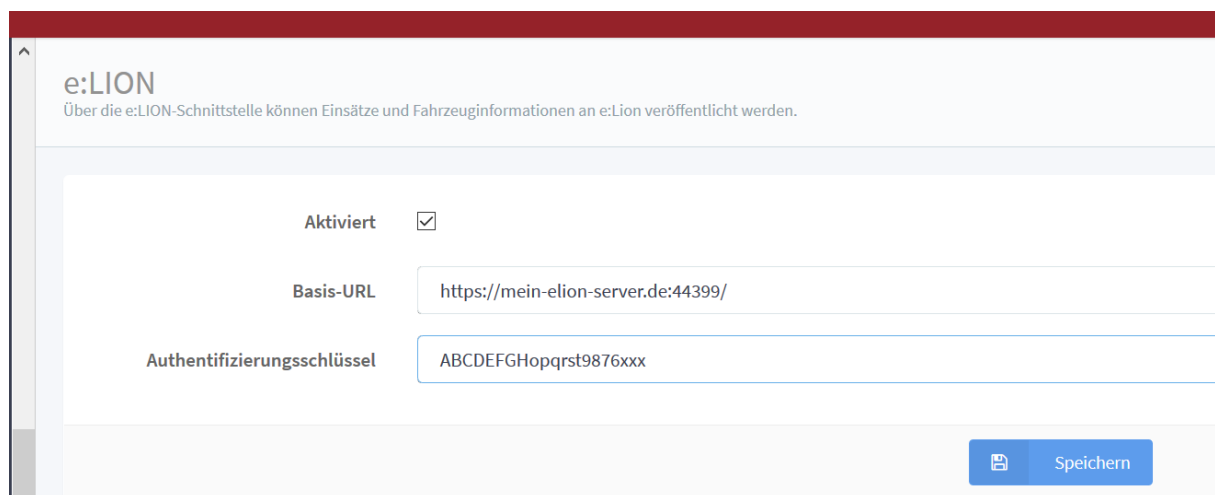 e:LION
Über die e:LION-Schnittstelle können Einsätze und Fahrzeuginformationen an e:Lion veröffentlicht werden.
Aktiviert
Basis-URL https://mein-elion-server.de:44399/
Authentifizierungsschlüssel ABCDEFGHopqrst9876xxx
Speichern